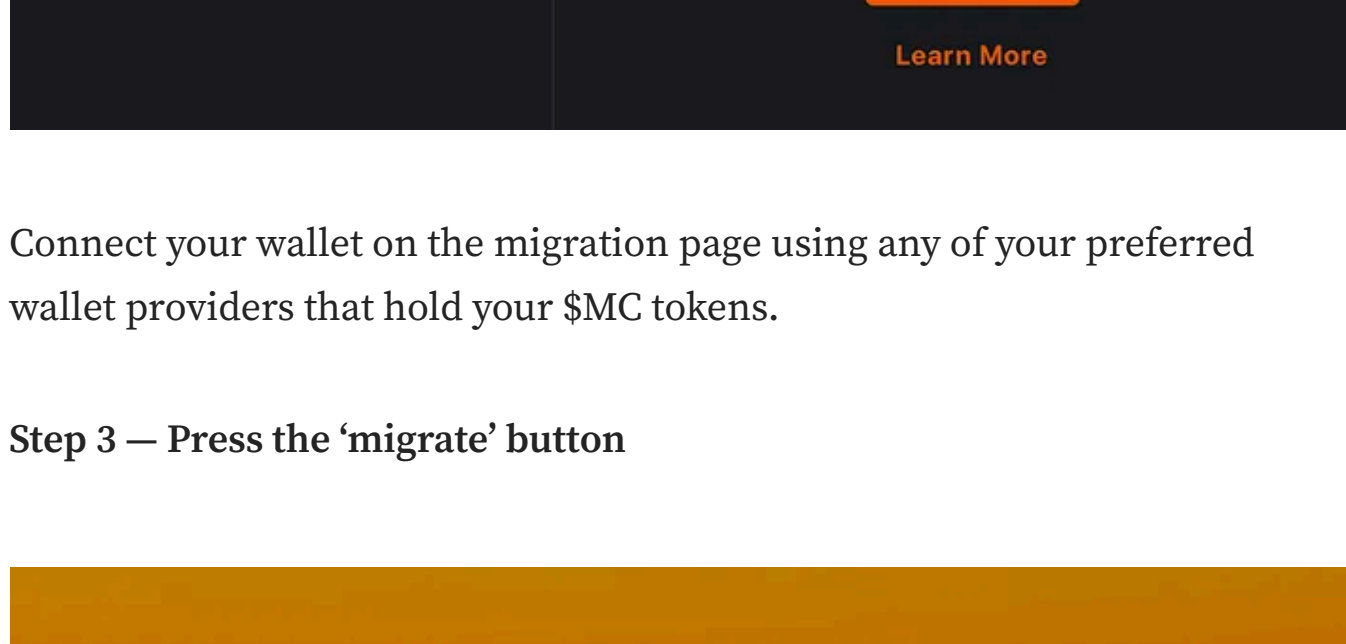 Learn More
Connect your wallet on the migration page using any of your preferred
wallet providers that hold your $MC tokens.
Step 3 — Press the ‘migrate’ button